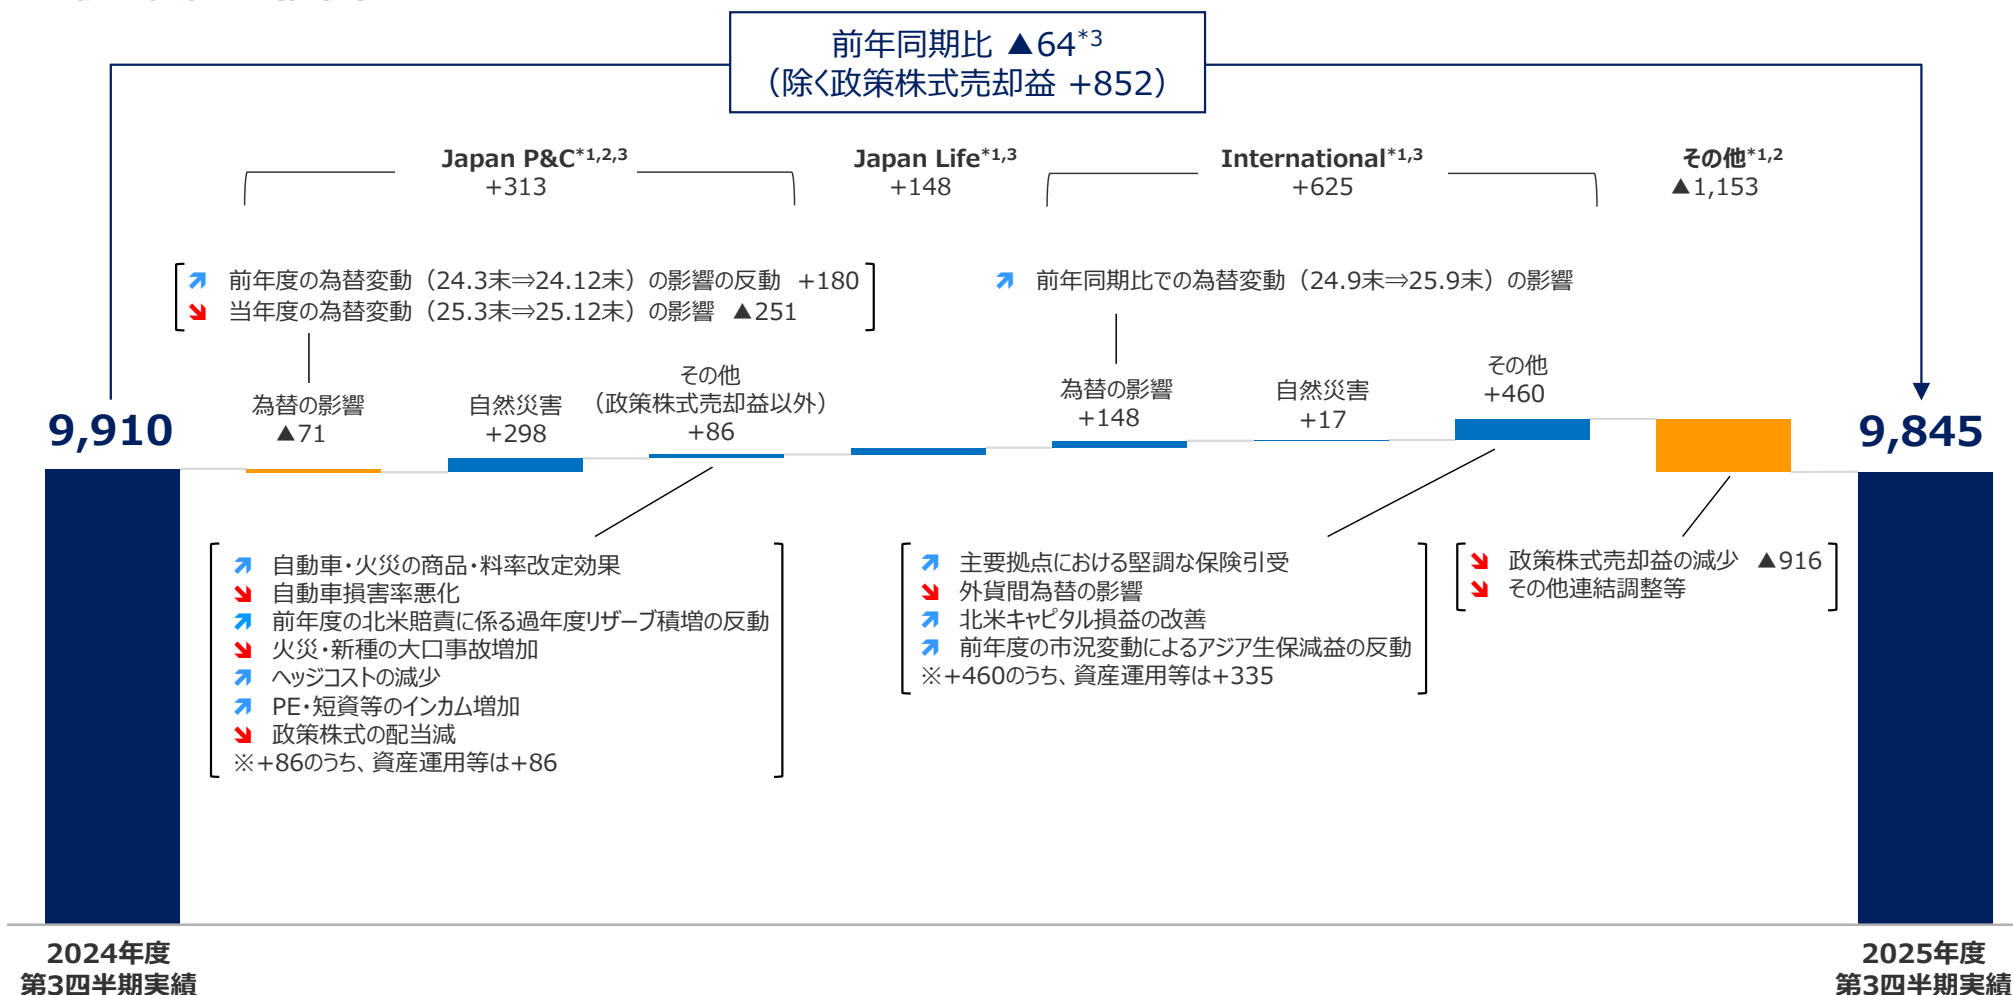 前年同期比 ▲64*3
（除く政策株式売却益 +852）
Japan P&C*1,2,3
+313
Japan Life*1,3
+148
International*1,3
+625
その他*1,2
▲1,153
前年度の為替変動（24.3末⇒24.12末）の影響の反動 +180
当年度の為替変動（25.3末⇒25.12末）の影響 ▲251
前年同期比での為替変動（24.9末⇒25.9末）の影響
9,910
為替の影響
▲71
自然災害
+298
その他
（政策株式売却益以外）
+86
為替の影響
+148
自然災害
+17
その他
+460
9,845
自動車・火災の商品・料率改定効果
自動車損害率悪化
前年度の北米賠責に係る過年度リザーブ積増の反動
火災・新種の大口事故増加
ヘッジコストの減少
PE・短資等のインカム増加
政策株式の配当減
※+86のうち、資産運用等は+86
主要拠点における堅調な保険引受
外貨間為替の影響
北米キャピタル損益の改善
前年度の市況変動によるアジア生保減益の反動
※+460のうち、資産運用等は+335
政策株式売却益の減少 ▲916
その他連結調整等
2024年度
第3四半期実績
2025年度
第3四半期実績